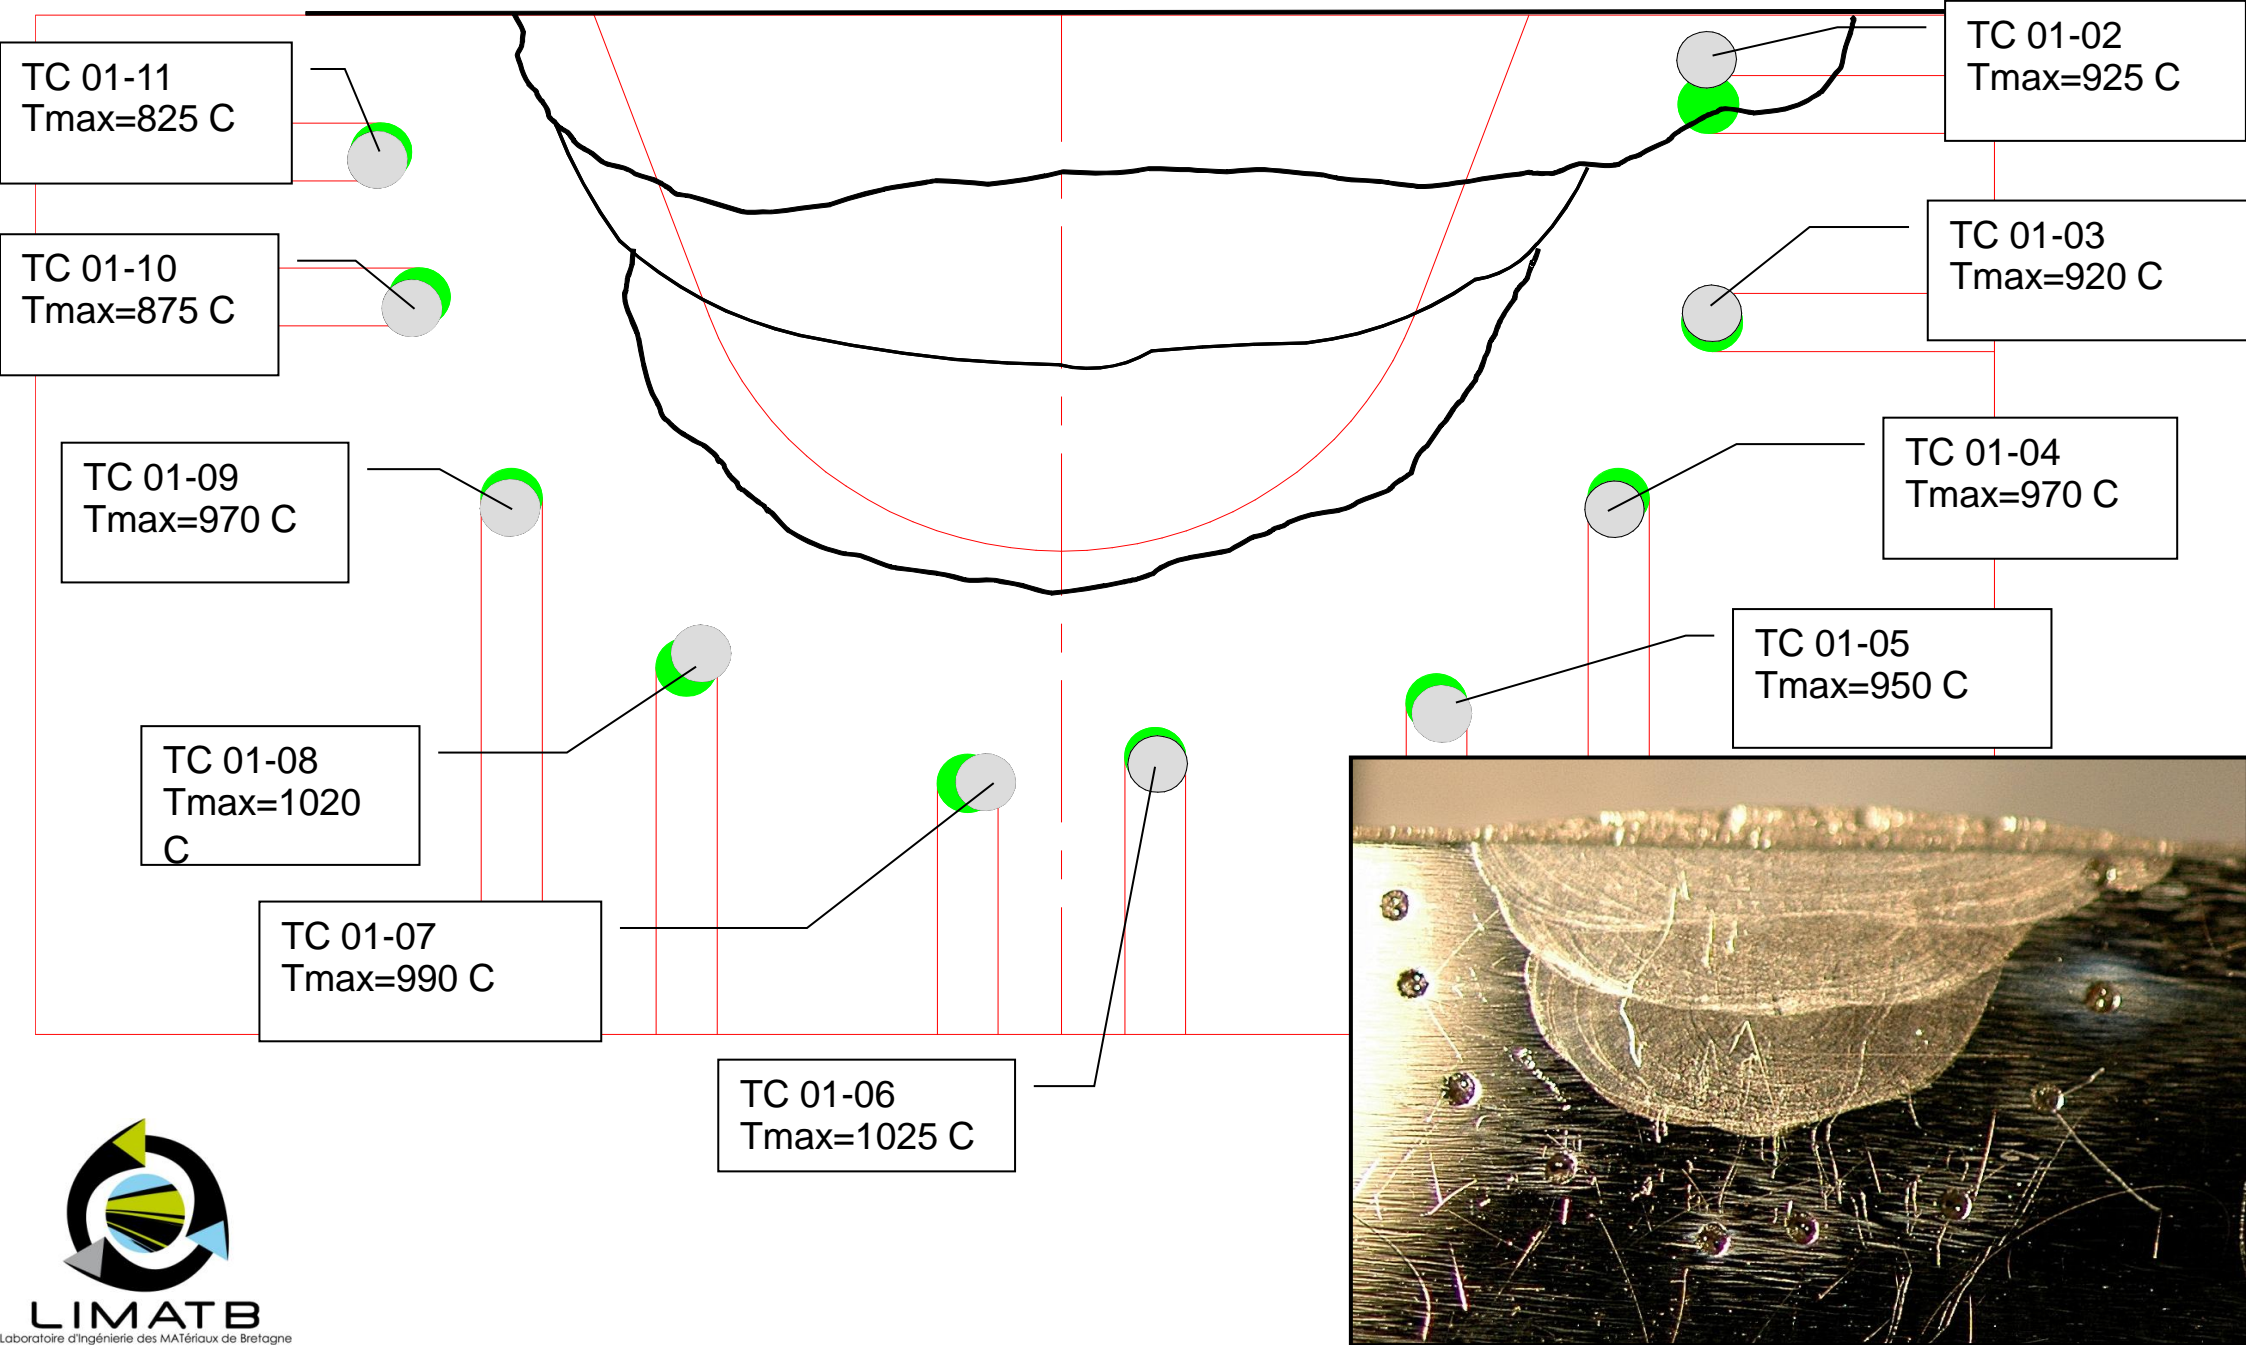 TC 01-02
Tmax=925 C
TC 01-11
Tmax=825 C
TC 01-03
Tmax=920 C
TC 01-10
Tmax=875 C
TC 01-04
Tmax=970 C
TC 01-09
Tmax=970 C
TC 01-05
Tmax=950 C
TC 01-08
Tmax=1020
C
TC 01-07
Tmax=990 C
TC 01-06
Tmax=1025 C
LIMATB
Laboratoire d'Ingénierie des MATériaux de Bretagne